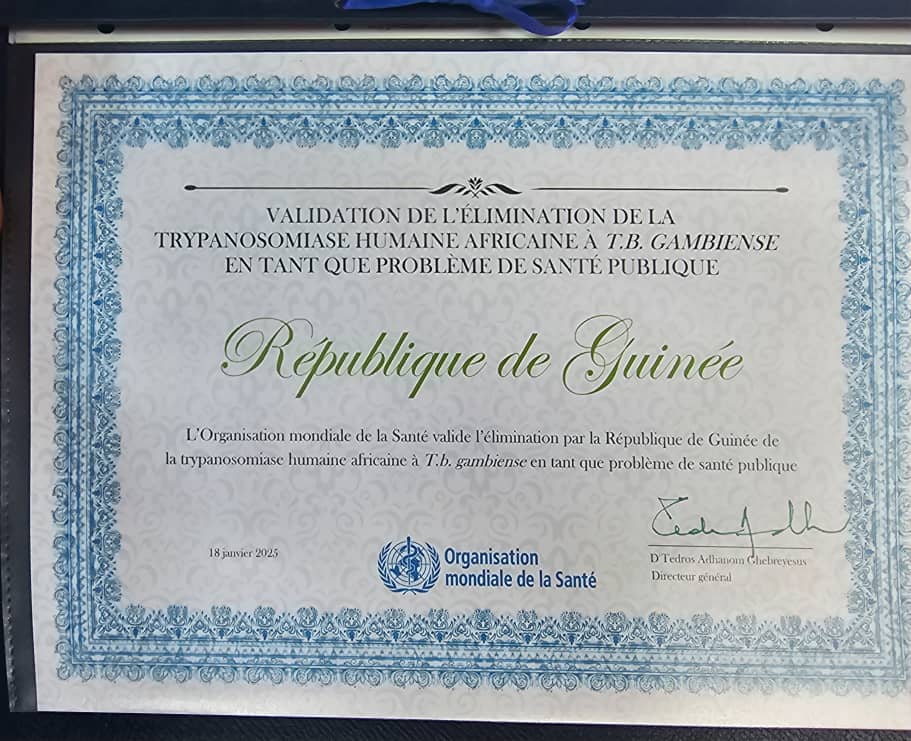 VALIDATION DE L'ÉLIMINATION DE LA
TRYPANOSOMIASE HUMAINE AFRICAINE À T.B. GAMBIENSE
EN TANT QUE PROBLÈME DE SANTÉ PUBLIQUE
République de Guinée
L'Organisation mondiale de la Santé valide l'élimination par la République de Guinée de
la trypanosomiase humaine africaine à T.b. gambiense en tant que problème de santé publique
18 janvier 2025
Organisation
mondiale de la Santé
Dr Tedros Adhanom Ghebreyesus
Directeur général